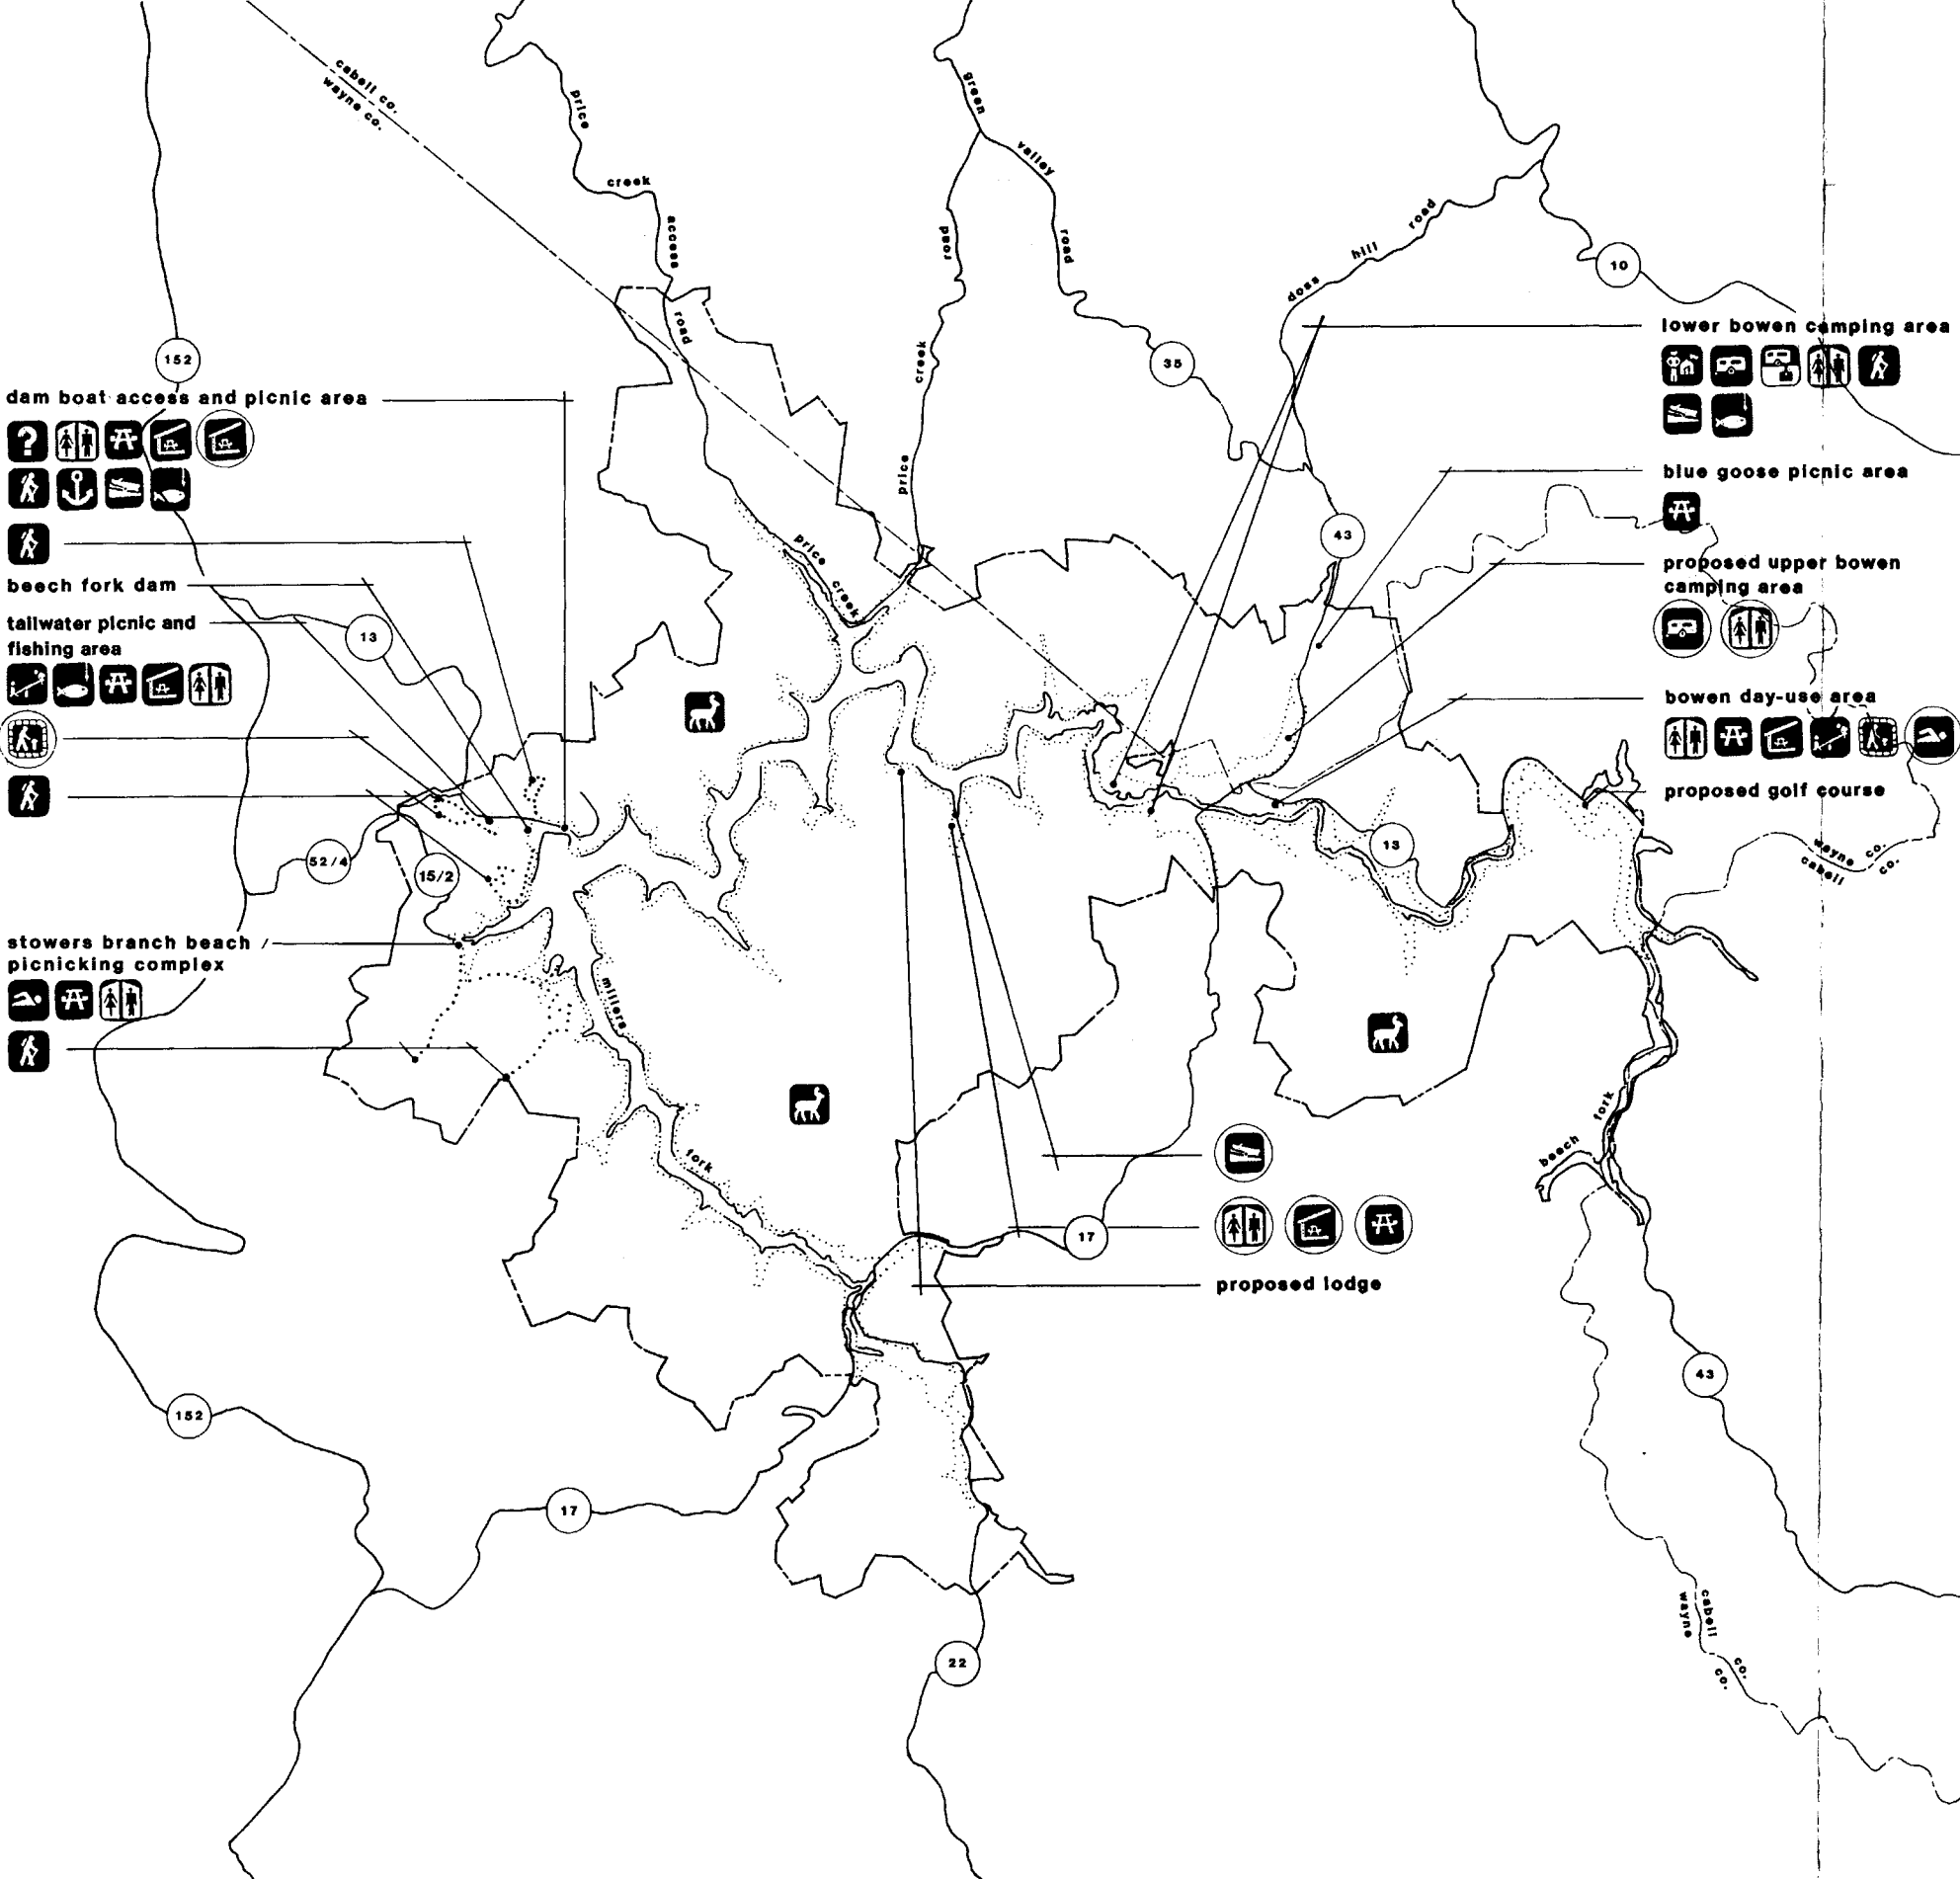 cabell co.
wayne co.
price
creek
access
road
green
valley
road
road
creek
price
doss
hill
road
10
152
35
43
lower bowen camping area
dam boat access and picnic area
?
blue goose picnic area
proposed upper bowen
camping area
beech fork dam
tailwater picnic and
fishing area
13
price
creek
bowen day-use area
proposed golf course
52/4
15/2
13
wayne co.
cabell co.
stowers branch beach /
picnicking complex
millers
fork
beech
fork
17
proposed lodge
43
152
17
22
cabell co.
wayne co.